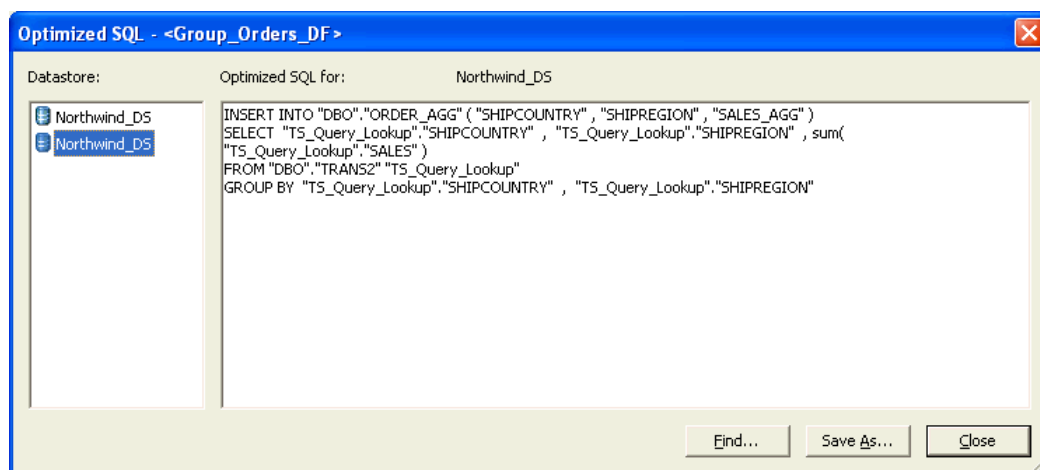 Optimized SQL - <Group_Orders_DF>
Datastore: Optimized SQL for: Northwind_DS
Northwind_DS
Northwind_DS
INSERT INTO "DBO"."ORDER_AGG" ( "SHIPCOUNTRY" , "SHIPREGION" , "SALES_AGG" )
SELECT "TS_Query_Lookup"."SHIPCOUNTRY" , "TS_Query_Lookup"."SHIPREGION" , sum(
"TS_Query_Lookup"."SALES" )
FROM "DBO"."TRANS2" "TS_Query_Lookup"
GROUP BY "TS_Query_Lookup"."SHIPCOUNTRY" , "TS_Query_Lookup"."SHIPREGION"
Find... Save As... Close